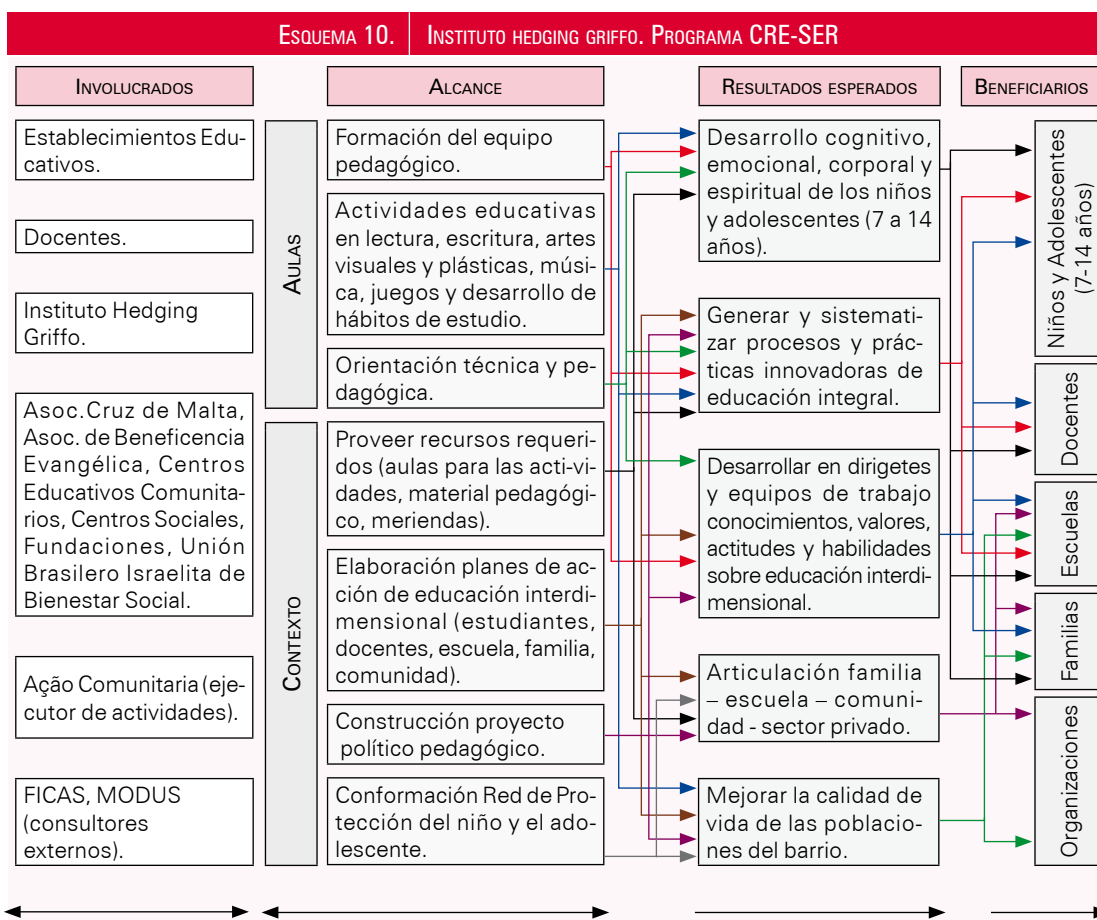 ESQUEMA 10. INSTITUTO HEDGING GRIFFO. PROGRAMA CRE-SER
INVOLUCRADOS
Establecimientos Edu-
cativos.
Docentes.
Instituto Hedging
Griffo.
Asoc.Cruz de Malta,
Asoc. de Beneficencia
Evangélica, Centros
Educativos Comunita-
rios, Centros Sociales,
Fundaciones, Unión
Brasilero Israelita de
Bienestar Social.
Ação Comunitaria (eje-
cutor de actividades).
FICAS, MODUS
(consultores
externos).
ALCANCE
AULAS
Formación del equipo
pedagógico.
Actividades educativas
en lectura, escritura, artes
visuales y plásticas, músi-
ca, juegos y desarrollo de
hábitos de estudio.
Orientación técnica y pe-
dagógica.
CONTEXTO
Proveer recursos requeri-
dos (aulas para las acti-vi-
dades, material pedagógi-
co, meriendas).
Elaboración planes de ac-
ción de educación interdi-
mensional (estudiantes,
docentes, escuela, familia,
comunidad).
Construcción proyecto
político pedagógico.
Conformación Red de Pro-
tección del niño y el ado-
lescente.
RESULTADOS ESPERADOS
Desarrollo cognitivo,
emocional, corporal y
espiritual de los niños
y adolescentes (7 a 14
años).
Generar y sistemati-
zar procesos y prác-
ticas innovadoras de
educación integral.
Desarrollar en dirigetes
y equipos de trabajo
conocimientos, valores,
actitudes y habilidades
sobre educación interdi-
mensional.
Articulación familia
– escuela – comuni-
dad - sector privado.
Mejorar la calidad de
vida de las poblacio-
nes del barrio.
BENEFICIARIOS
Niños y Adolescentes
(7-14 años)
Docentes
Escuelas
Familias
Organizaciones